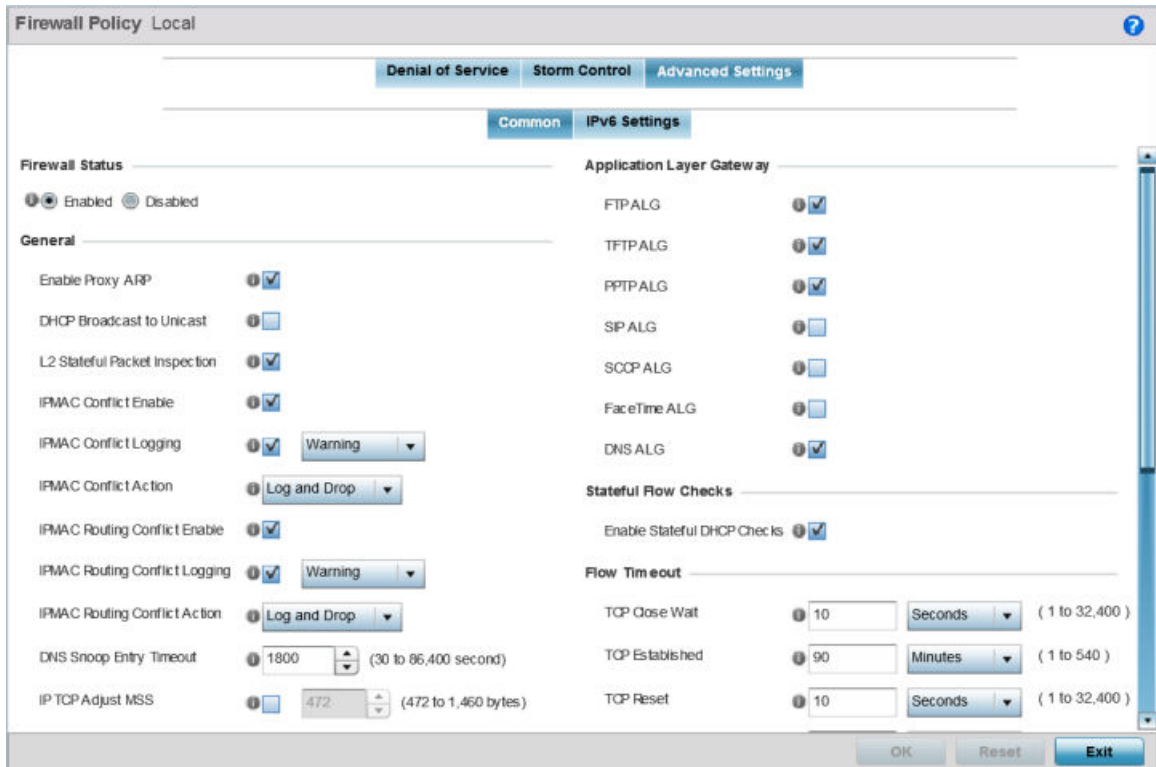 Firewall Policy Local
Denial of Service Storm Control Advanced Settings
Common IPv6 Settings
Firewall Status
Enabled Disabled
General
Enable Proxy ARP
DHCP Broadcast to Unicast
L2 Stateful Packet Inspection
IPMAC Conflict Enable
IPMAC Conflict Logging Warning
IPMAC Conflict Action Log and Drop
IPMAC Routing Conflict Enable
IPMAC Routing Conflict Logging Warning
IPMAC Routing Conflict Action Log and Drop
DNS Snoop Entry Timeout 1800 (30 to 86,400 second)
IP TCP Adjust MSS 472 (472 to 1,460 bytes)
Application Layer Gateway
FTP ALG
TFTP ALG
PPTP ALG
SIP ALG
SCCP ALG
FaceTime ALG
DNS ALG
Stateful Flow Checks
Enable Stateful DHCP Checks
Flow Timeout
TCP Close Wait 10 Seconds ( 1 to 32,400 )
TCP Established 90 Minutes ( 1 to 540 )
TCP Reset 10 Seconds ( 1 to 32,400 )
OK Reset Exit